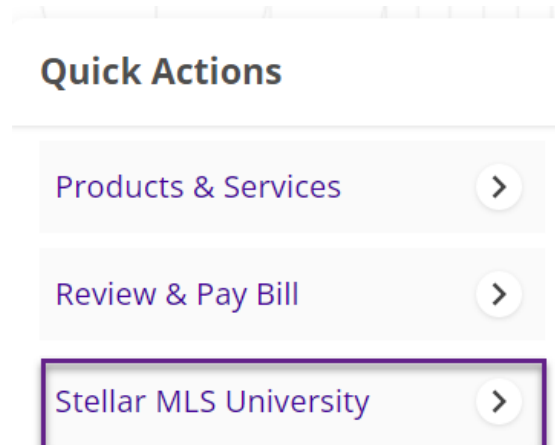 Quick Actions
Products & Services
Review & Pay Bill
Stellar MLS University